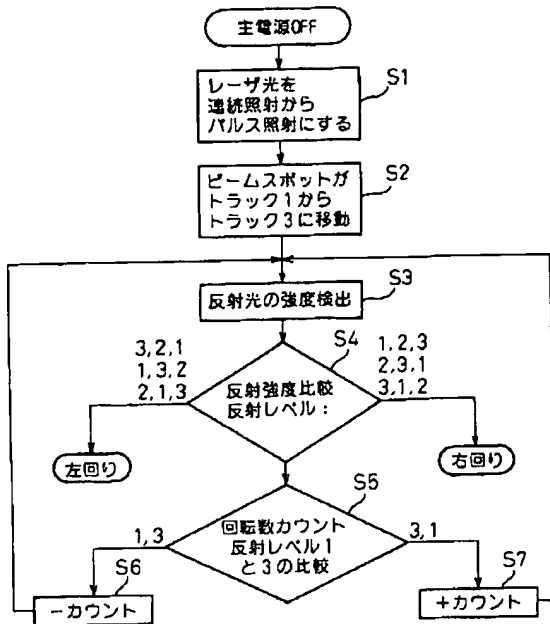 主電源OFF
S1
レーザ光を
連続照射から
パルス照射にする
S2
ビームスポットが
トラック1から
トラック3に移動
S3
反射光の強度検出
S4
3,2,1
1,3,2
2,1,3
反射強度比較
反射レベル:
1,2,3
2,3,1
3,1,2
左回り
右回り
S5
1,3
回転数カウント
反射レベル1
と3の比較
3,1
S6
−カウント
S7
+カウント